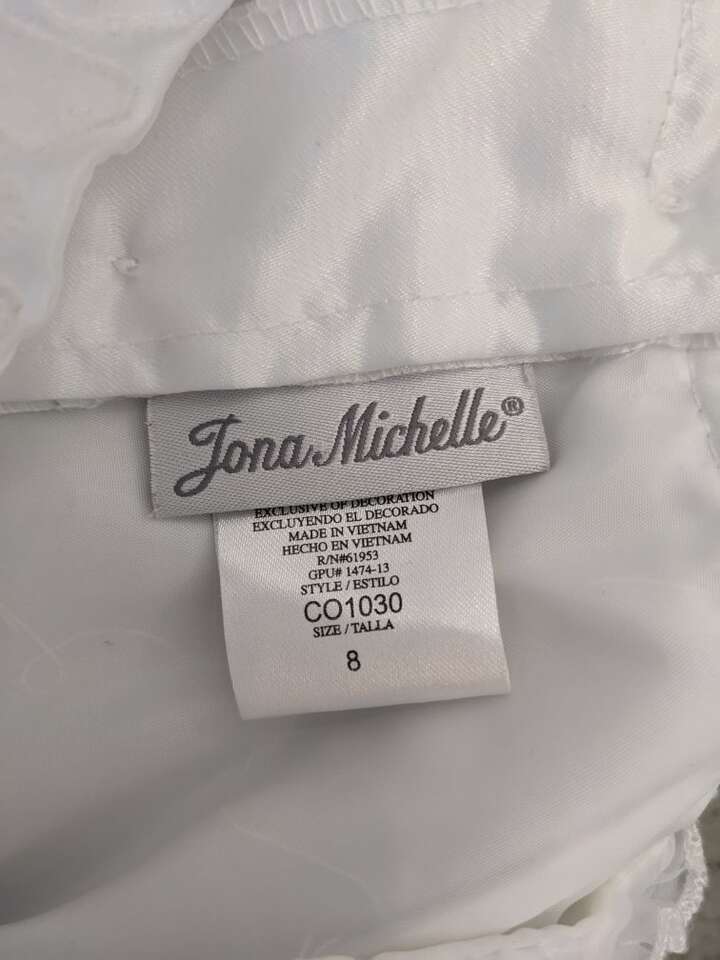 Jona Michelle®
EXCLUSIVE OF DECORATION
EXCLUYENDO EL DECORADO
MADE IN VIETNAM
HECHO EN VIETNAM
R/N#61953
GPU# 1474-13
STYLE / ESTILO
CO1030
SIZE / TALLA
8